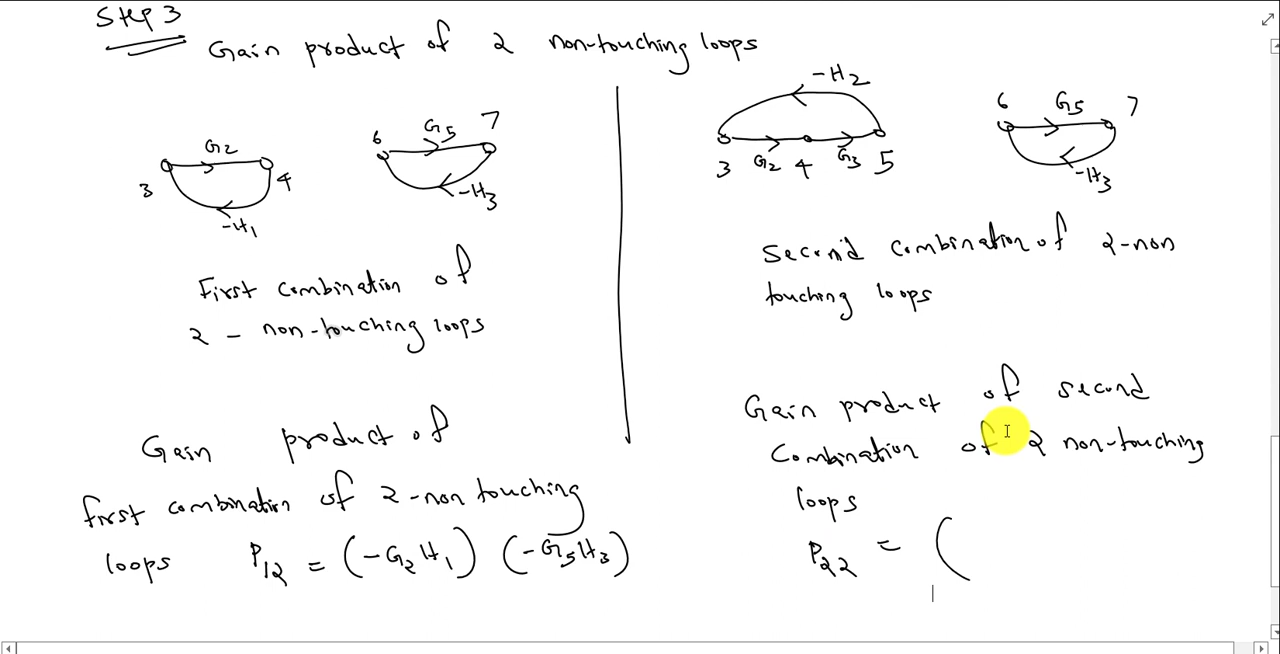 Step 3
Gain product of 2 non-touching loops
G2
3
4
-H1
6
G5
7
-H3
First combination of
2 - non-touching loops
Gain product of
first combination of 2-non touching
loops P12 = (-G2H1) (-G5H3)
-H2
3 G2 4 G3 5
6
G5
7
-H3
Second combination of 2-non
touching loops
Gain product of second
Combination of 2 non-touching
loops
P22 = (